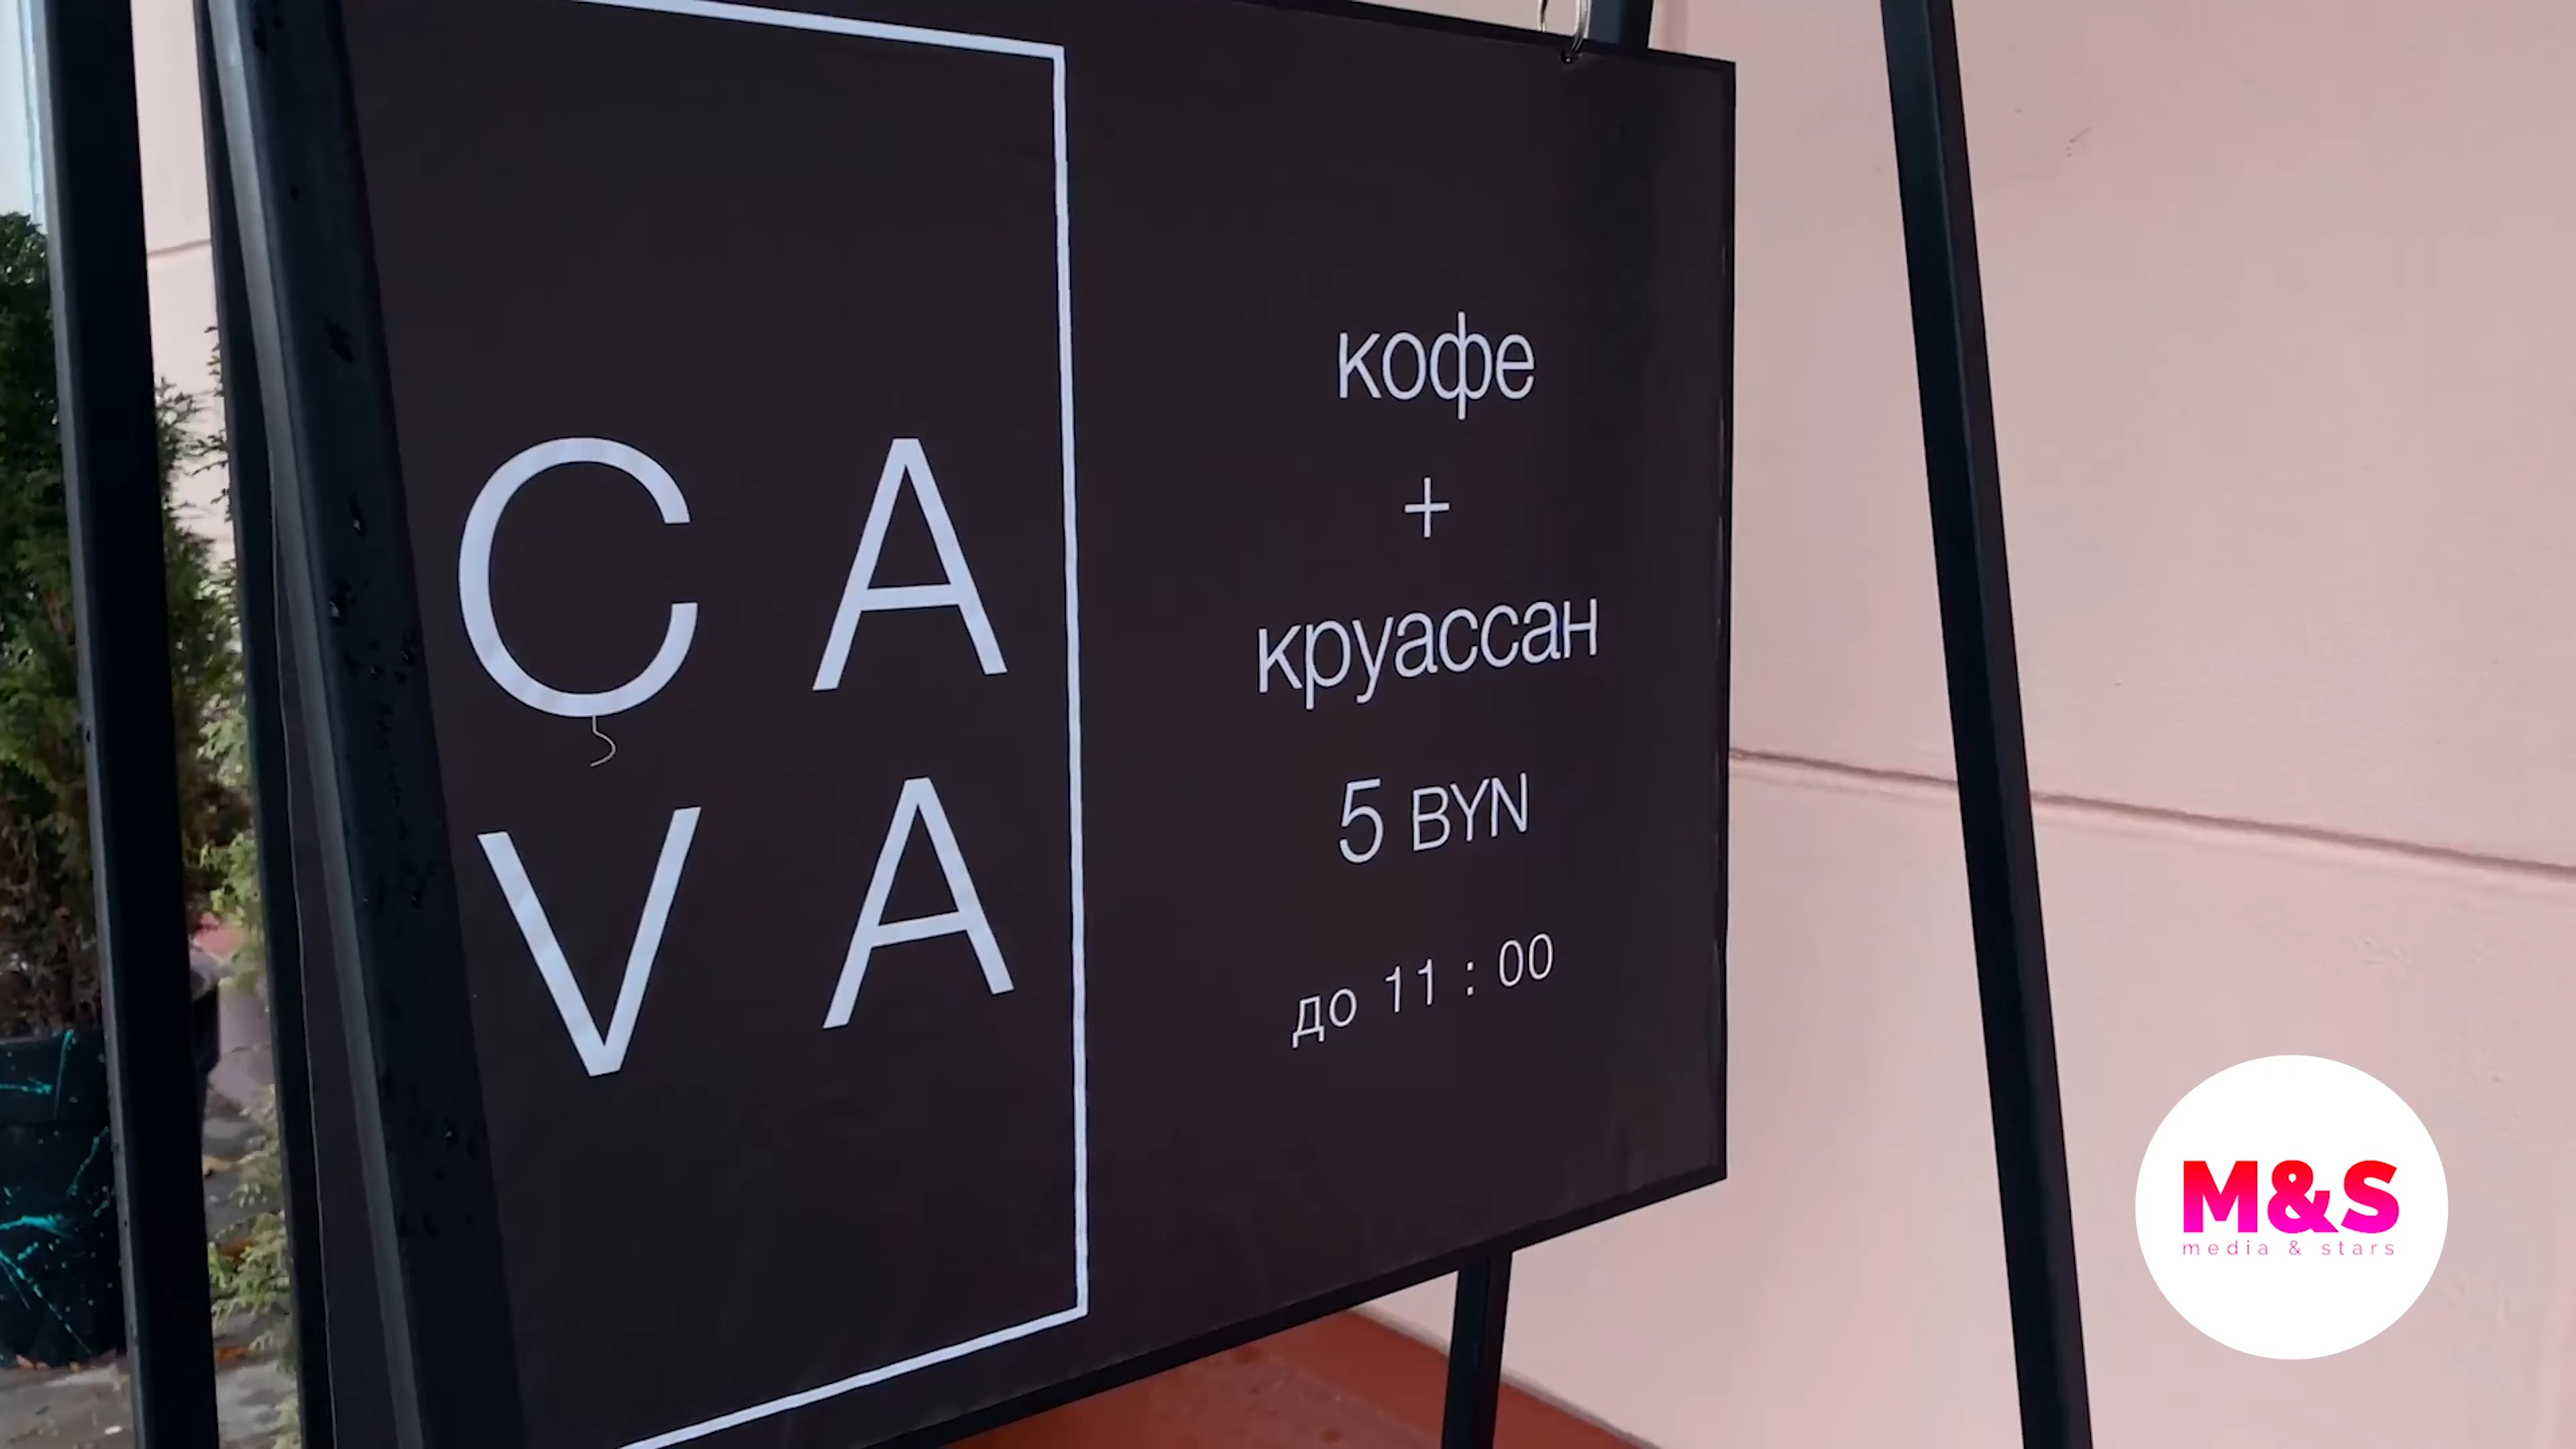 ÇA
VA
кофе
+
круассан
5 BYN
до 11 : 00
M&S
media & stars